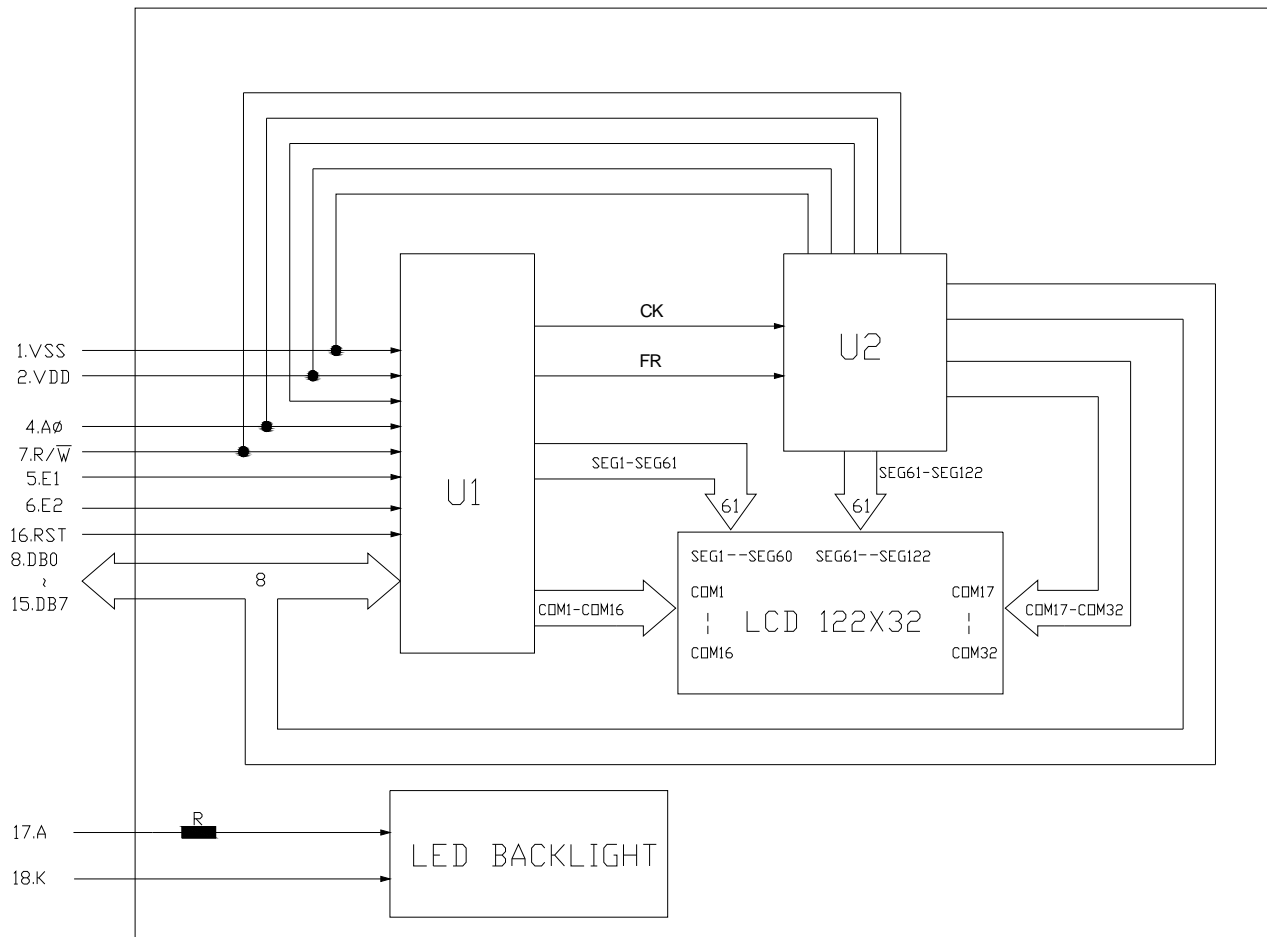 CK
U2
1.VSS
FR
2.VDD
4.AØ
7.R/W̅
SEG1-SEG61
SEG61-SEG122
5.E1
U1
6.E2
61
61
16.RST
8.DB0
~
15.DB7
8
SEG1--SEG60 SEG61--SEG122
COM1
COM17
COM1-COM16
LCD 122X32
COM17-COM32
COM16
COM32
R
17.A
LED BACKLIGHT
18.K